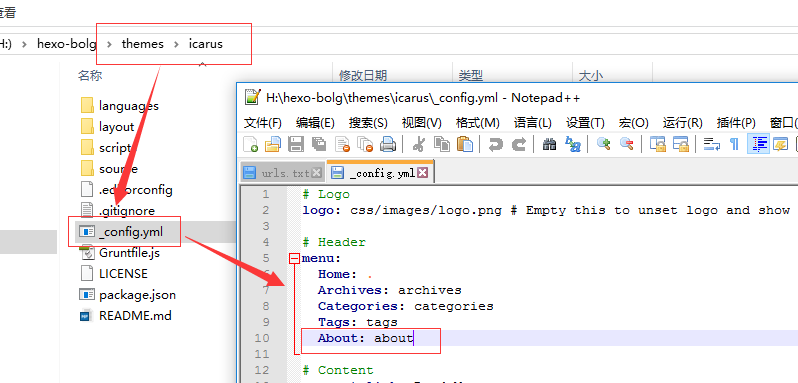 查看
H:) > hexo-bolg > themes > icarus
名称 修改日期 类型 大小
languages
layout
script
source
.editorconfig
.gitignore
_config.yml
Gruntfile.js
LICENSE
package.json
README.md
H:\hexo-bolg\themes\icarus\_config.yml - Notepad++
文件(F) 编辑(E) 搜索(S) 视图(V) 格式(M) 语言(L) 设置(T) 宏(O) 运行(R) 插件(P) 窗口(
urls.txt _config.yml
1 # Logo
2 logo: css/images/logo.png # Empty this to unset logo and show
3
4 # Header
5 menu:
6 Home: .
7 Archives: archives
8 Categories: categories
9 Tags: tags
10 About: about
11
12 # Content